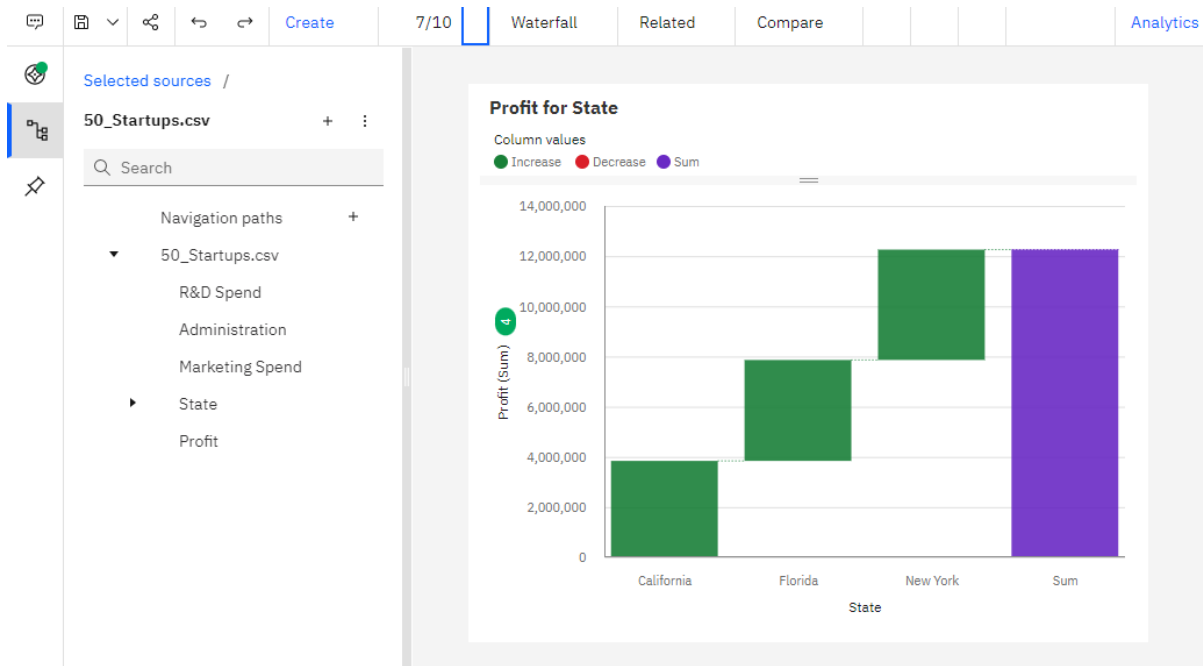 Create
7/10
Waterfall
Related
Compare
Analytics
Selected sources /
50_Startups.csv
Search
Navigation paths
50_Startups.csv
R&D Spend
Administration
Marketing Spend
State
Profit
Profit for State
Column values
Increase Decrease Sum
14,000,000
12,000,000
10,000,000
8,000,000
6,000,000
4,000,000
2,000,000
0
4
Profit (Sum)
California Florida New York Sum
State